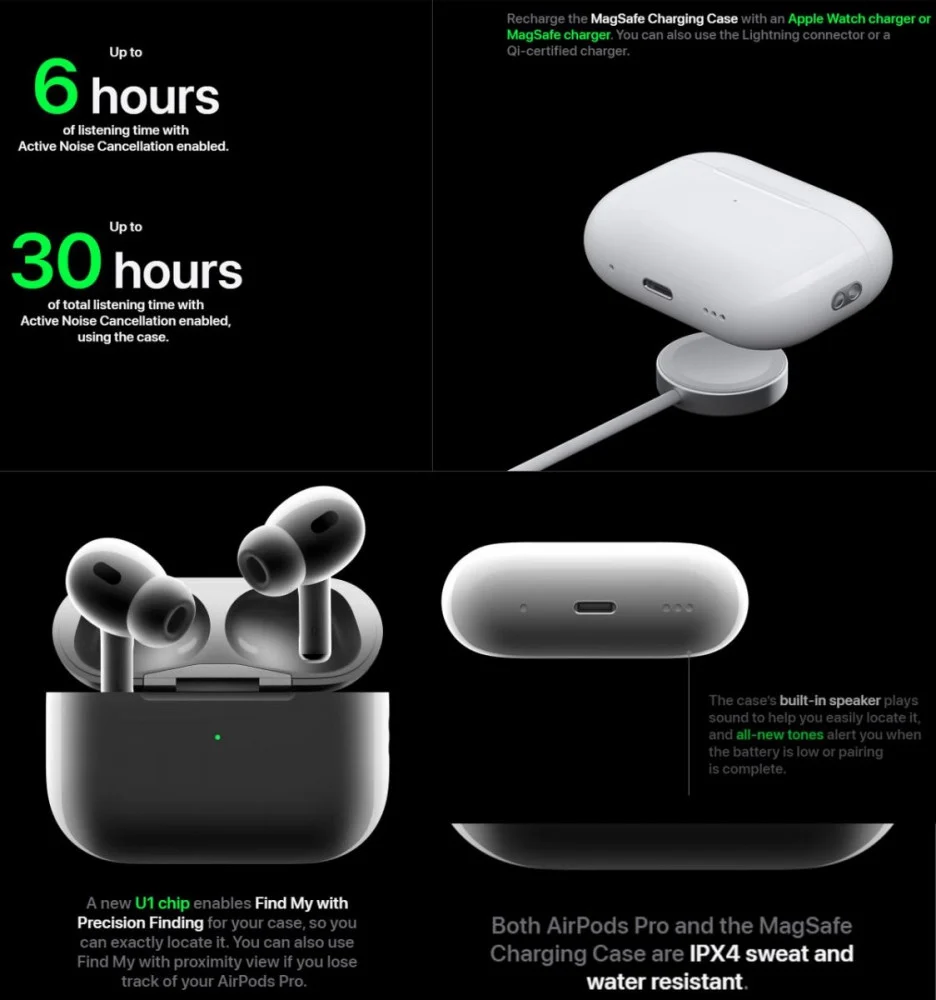 Up to
6 hours
of listening time with
Active Noise Cancellation enabled.
Up to
30 hours
of total listening time with
Active Noise Cancellation enabled,
using the case.
Recharge the MagSafe Charging Case with an Apple Watch charger or
MagSafe charger. You can also use the Lightning connector or a
Qi-certified charger.
A new U1 chip enables Find My with
Precision Finding for your case, so you
can exactly locate it. You can also use
Find My with proximity view if you lose
track of your AirPods Pro.
The case's built-in speaker plays
sound to help you easily locate it,
and all-new tones alert you when
the battery is low or pairing
is complete.
Both AirPods Pro and the MagSafe
Charging Case are IPX4 sweat and
water resistant.